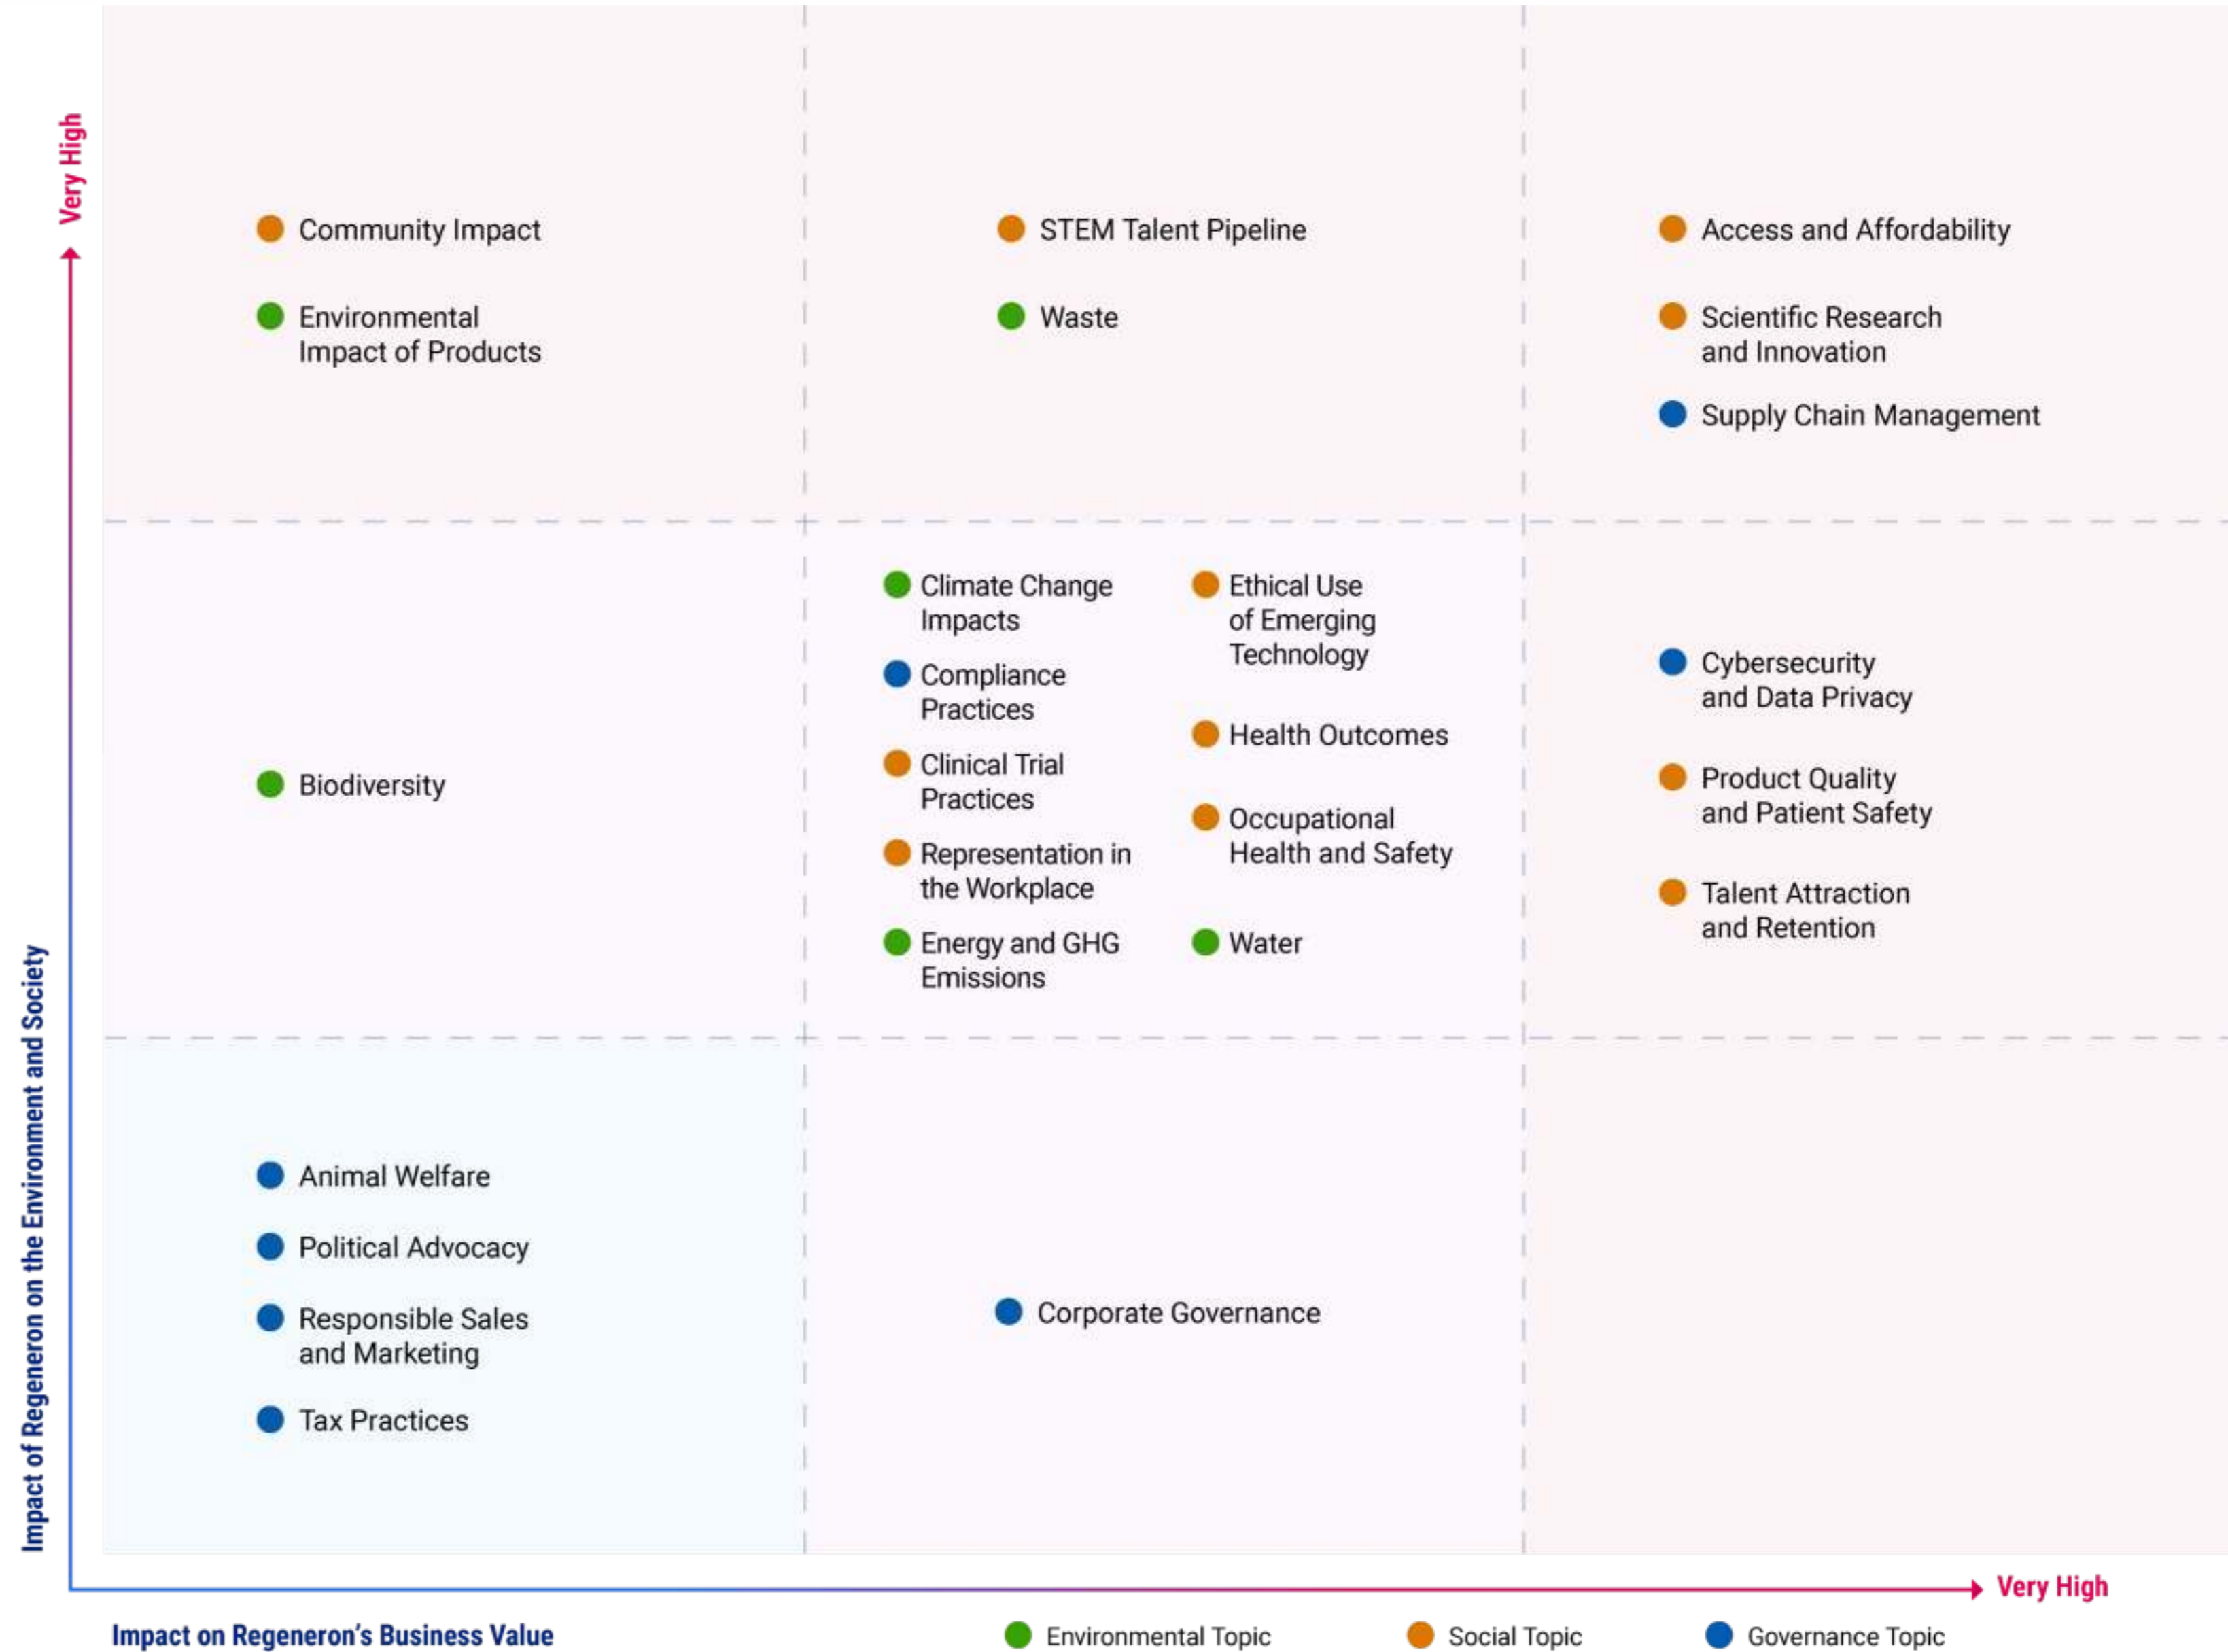 Very High
Impact of Regeneron on the Environment and Society
Community Impact
Environmental
Impact of Products
STEM Talent Pipeline
Waste
Access and Affordability
Scientific Research
and Innovation
Supply Chain Management
Biodiversity
Climate Change
Impacts
Compliance
Practices
Clinical Trial
Practices
Representation in
the Workplace
Energy and GHG
Emissions
Ethical Use
of Emerging
Technology
Health Outcomes
Occupational
Health and Safety
Water
Cybersecurity
and Data Privacy
Product Quality
and Patient Safety
Talent Attraction
and Retention
Animal Welfare
Political Advocacy
Responsible Sales
and Marketing
Tax Practices
Corporate Governance
Very High
Impact on Regeneron’s Business Value
Environmental Topic
Social Topic
Governance Topic